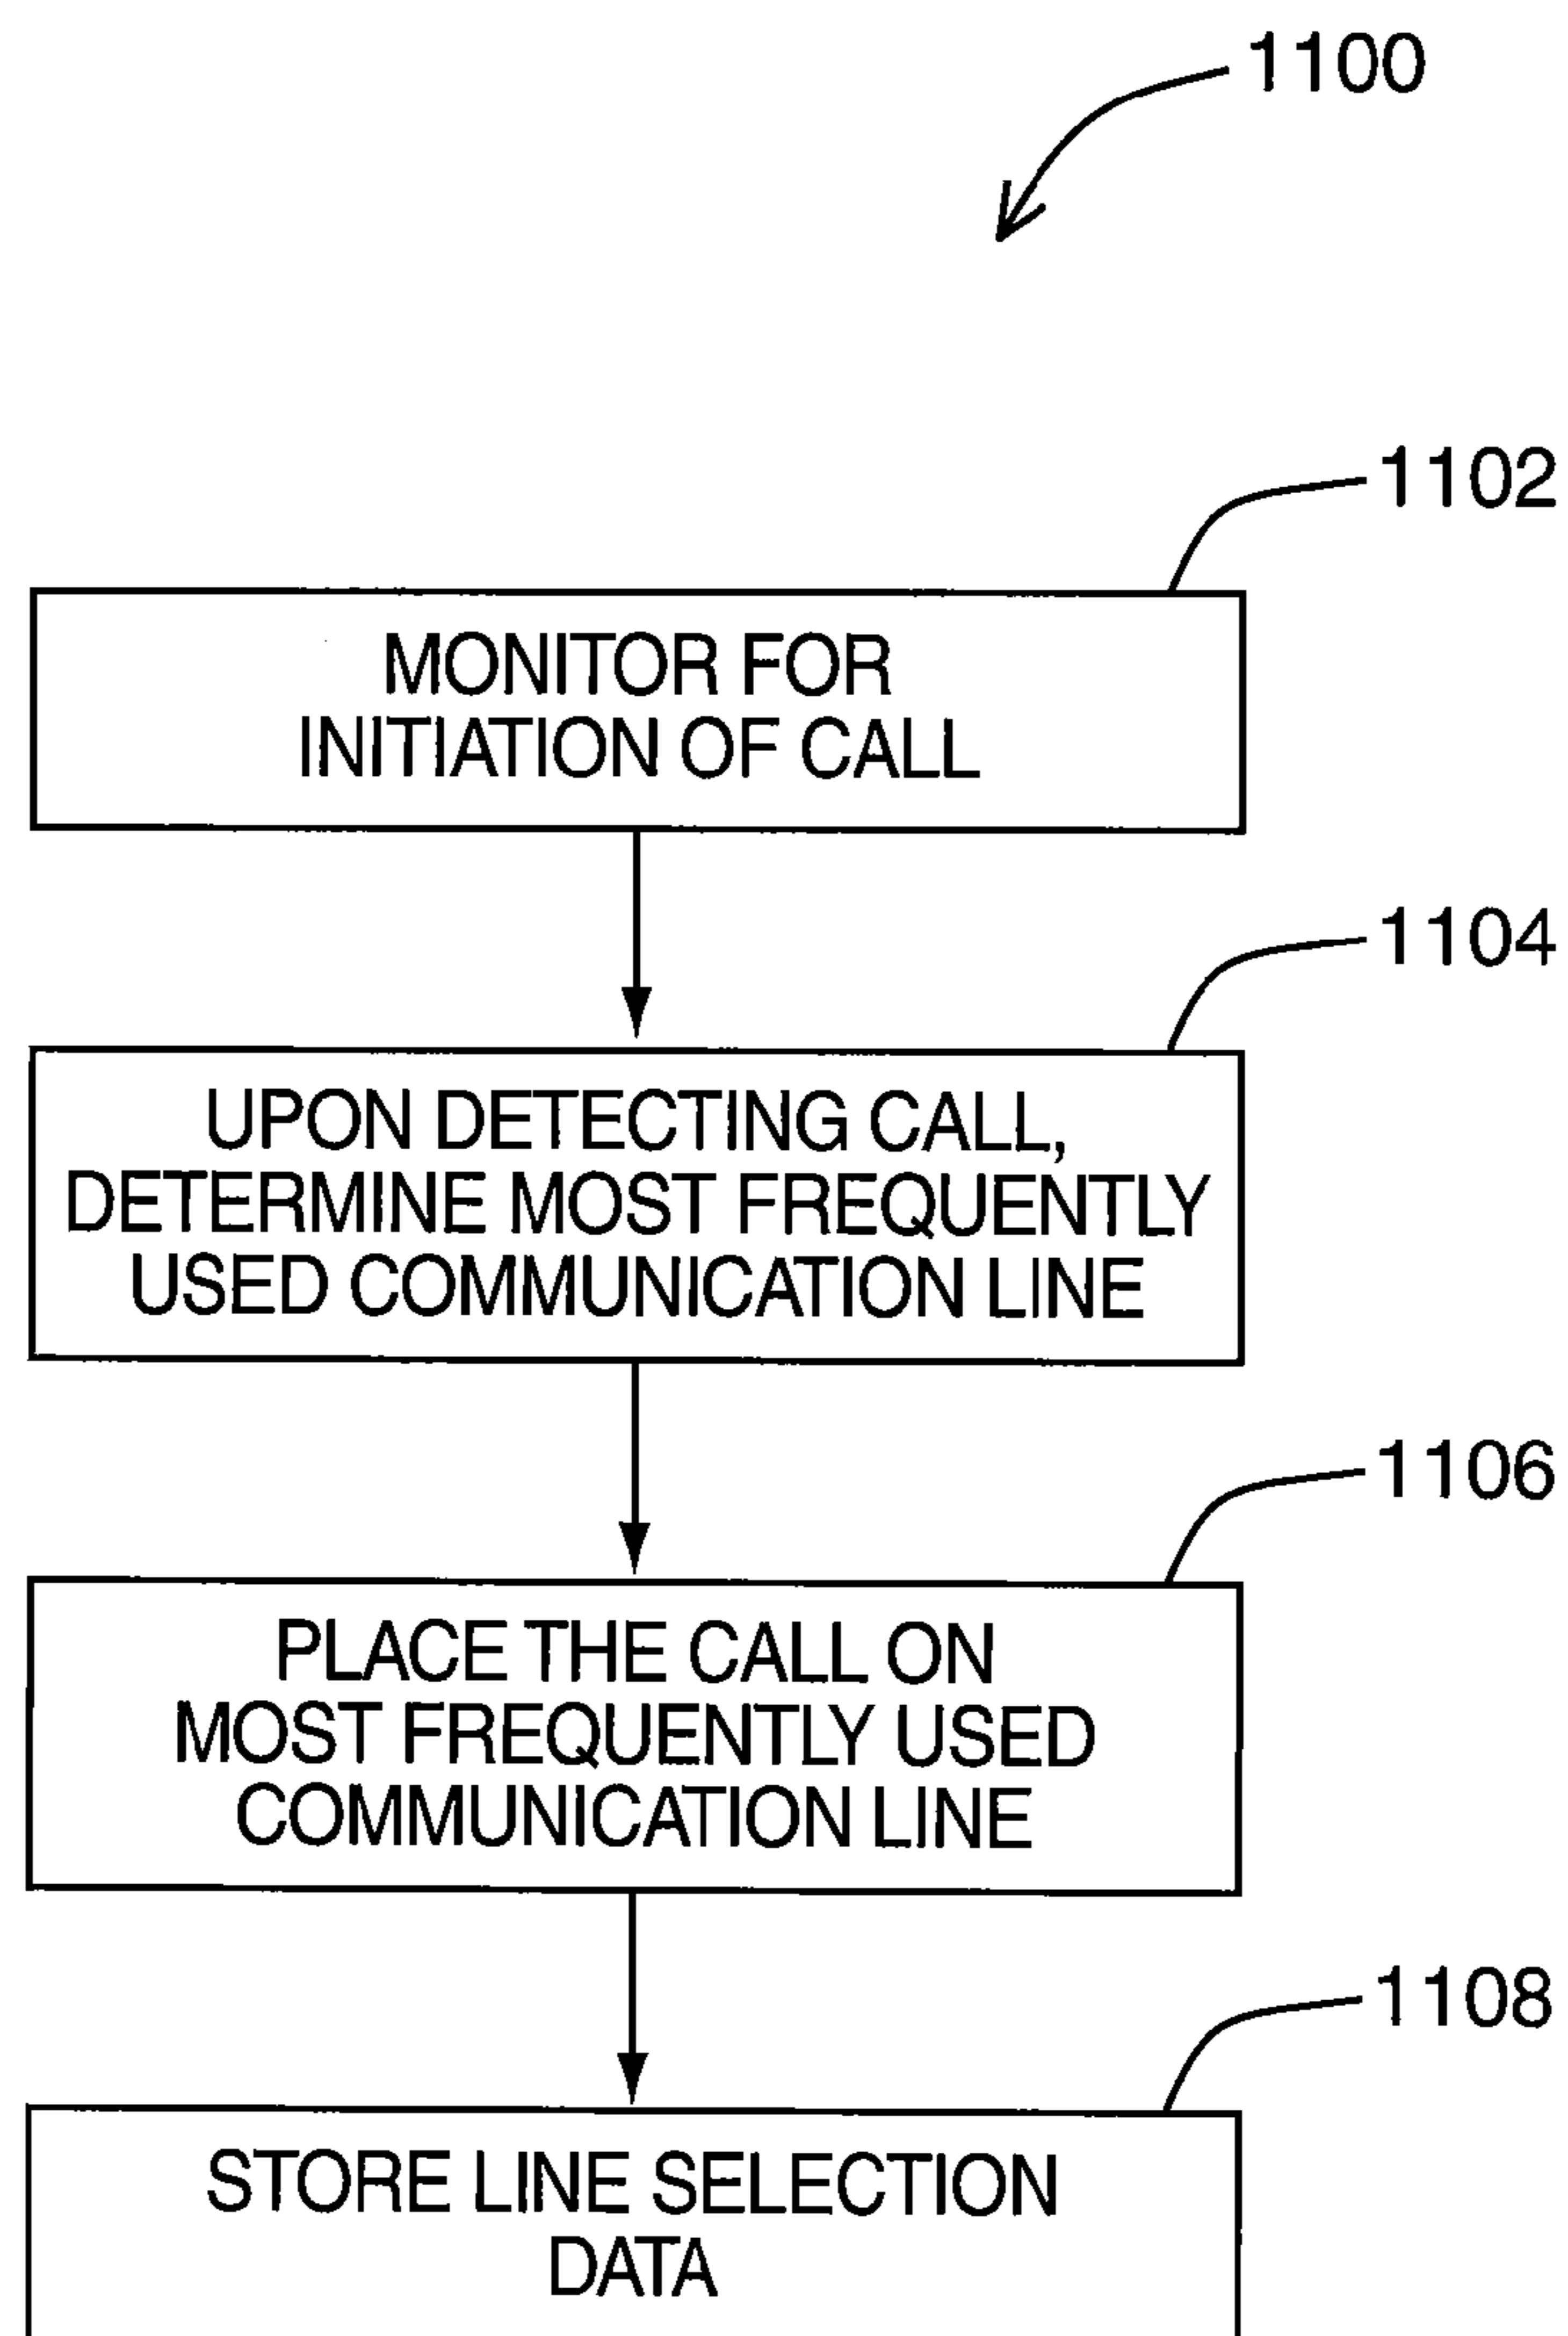 1100
1102
MONITOR FOR
INITIATION OF CALL
1104
UPON DETECTING CALL,
DETERMINE MOST FREQUENTLY
USED COMMUNICATION LINE
1106
PLACE THE CALL ON
MOST FREQUENTLY USED
COMMUNICATION LINE
1108
STORE LINE SELECTION
DATA